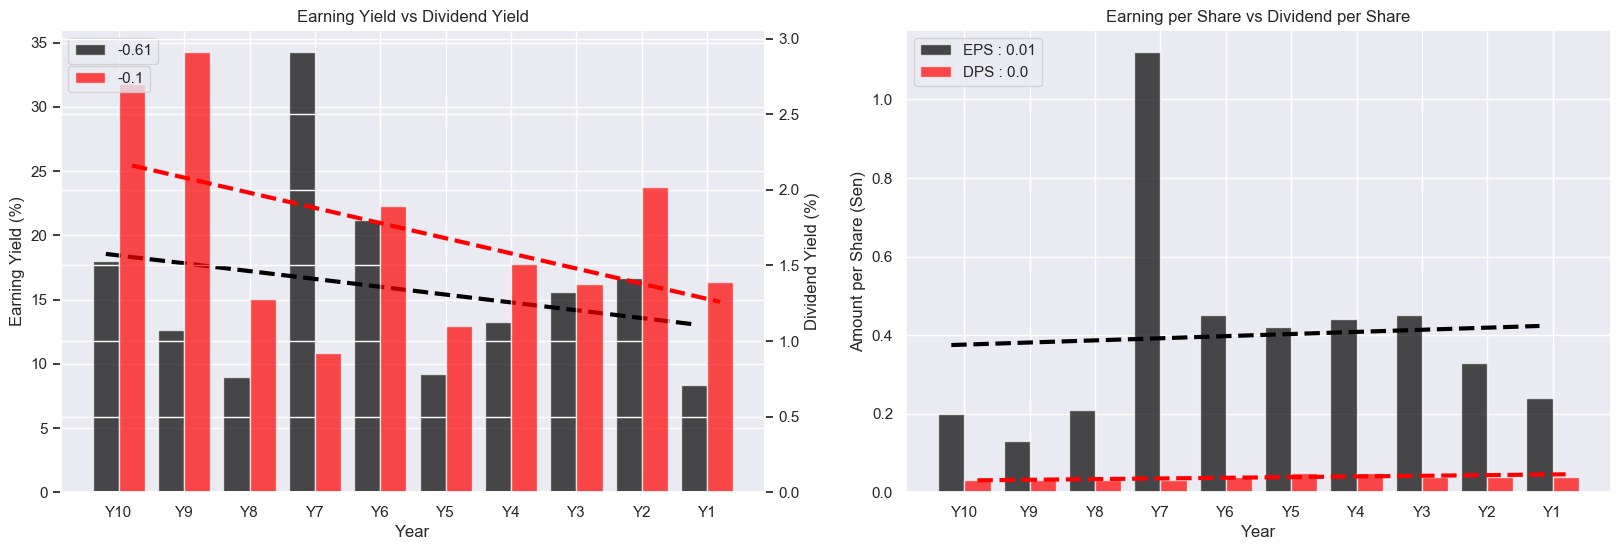 Earning Yield vs Dividend Yield
-0.61
-0.1
35
30
25
20
15
10
5
0
Earning Yield (%)
3.0
2.5
2.0
1.5
1.0
0.5
0.0
Dividend Yield (%)
Y10 Y9 Y8 Y7 Y6 Y5 Y4 Y3 Y2 Y1
Year
Earning per Share vs Dividend per Share
EPS : 0.01
DPS : 0.0
1.0
0.8
0.6
0.4
0.2
0.0
Amount per Share (Sen)
Y10 Y9 Y8 Y7 Y6 Y5 Y4 Y3 Y2 Y1
Year